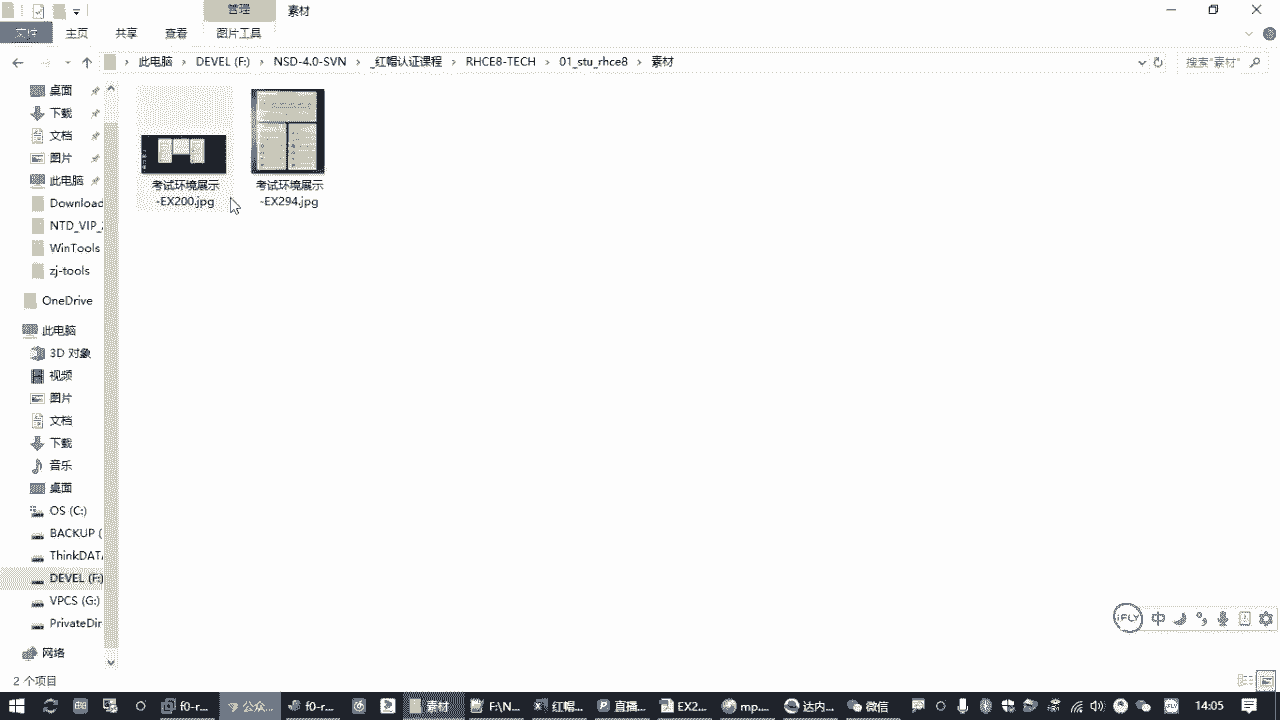 管理
素材
文件
主页
共享
查看
图片工具
此电脑
DEVEL (F:)
NSD-4.0-SVN
_红帽认证课程
RHCE8-TECH
01_stu_rhce8
素材
搜索"素材"
桌面
下载
文档
图片
此电脑
Download
NTD_VIP_
WinTools
zj-tools
OneDrive
此电脑
3D 对象
视频
图片
文档
下载
音乐
桌面
OS (C:)
BACKUP (
ThinkDATA
DEVEL (F:)
VPCS (G:)
PrivateDir
网络
考试环境展示
-EX200.jpg
考试环境展示
-EX294.jpg
iFLY
中
2 个项目
f0-r...
公众...
f0-r...
素材
F:\N...
红帽...
直播...
EX2...
mp...
达内...
微信
14:05